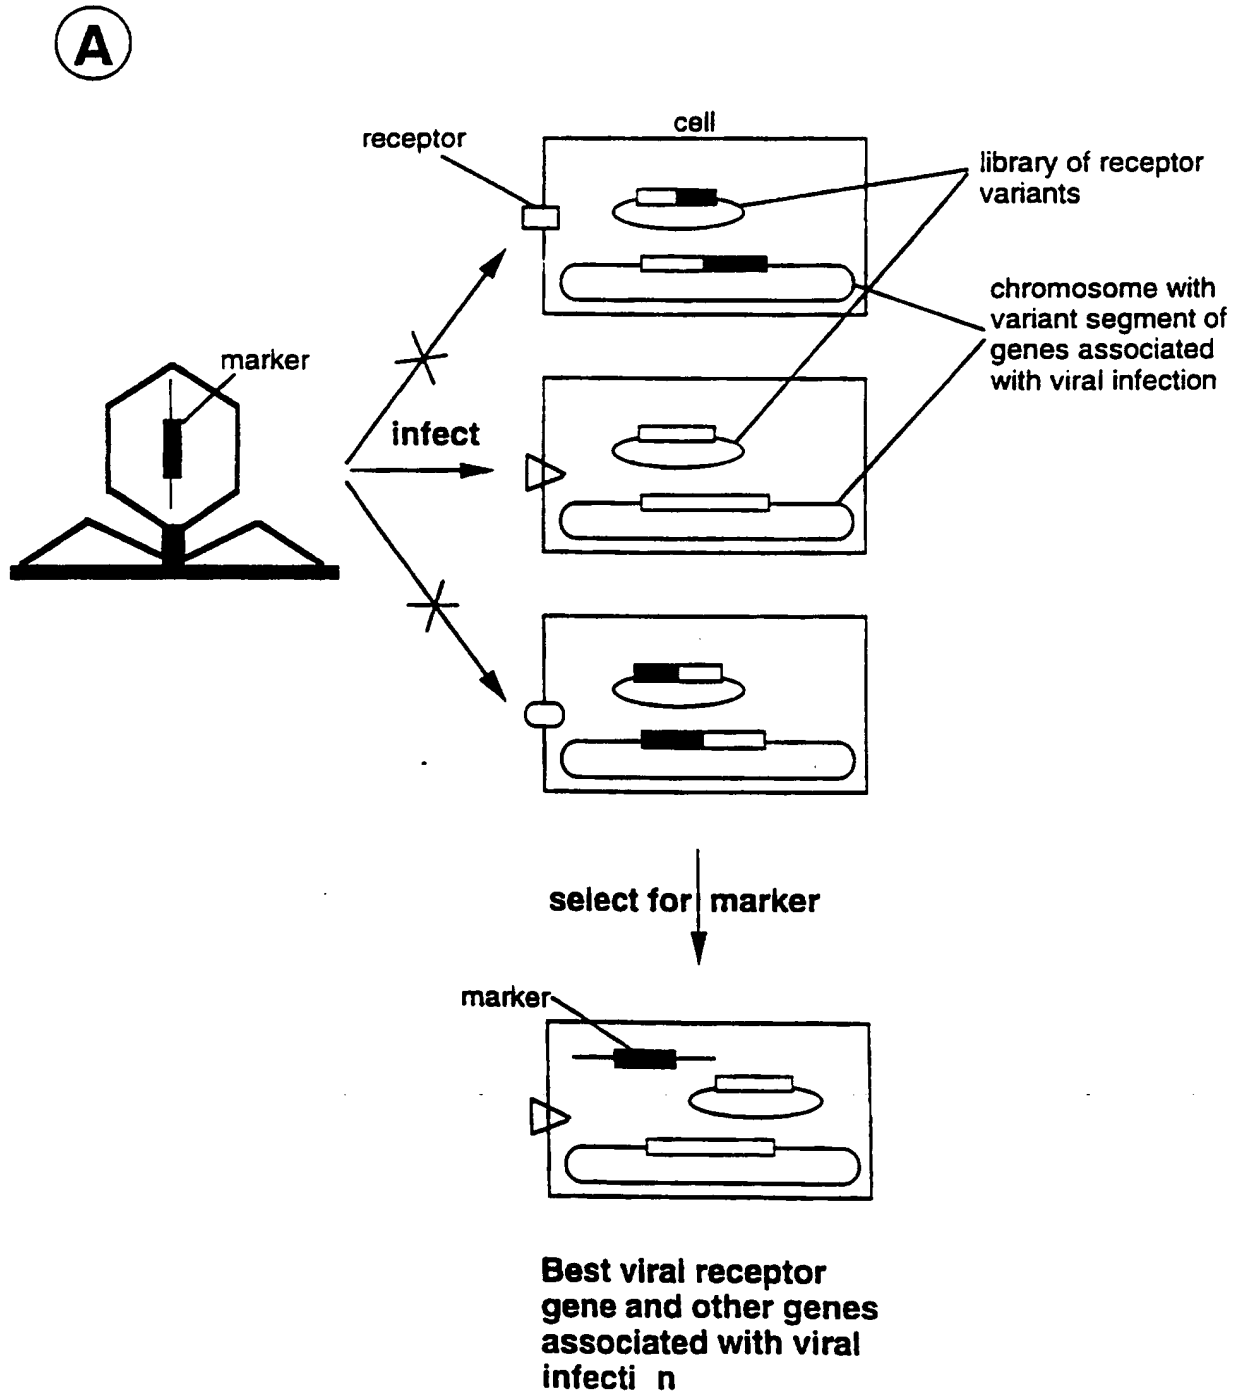 A
cell
receptor
library of receptor
variants
chromosome with
variant segment of
genes associated
with viral infection
marker
infect
select for marker
marker
Best viral receptor
gene and other genes
associated with viral
infecti n